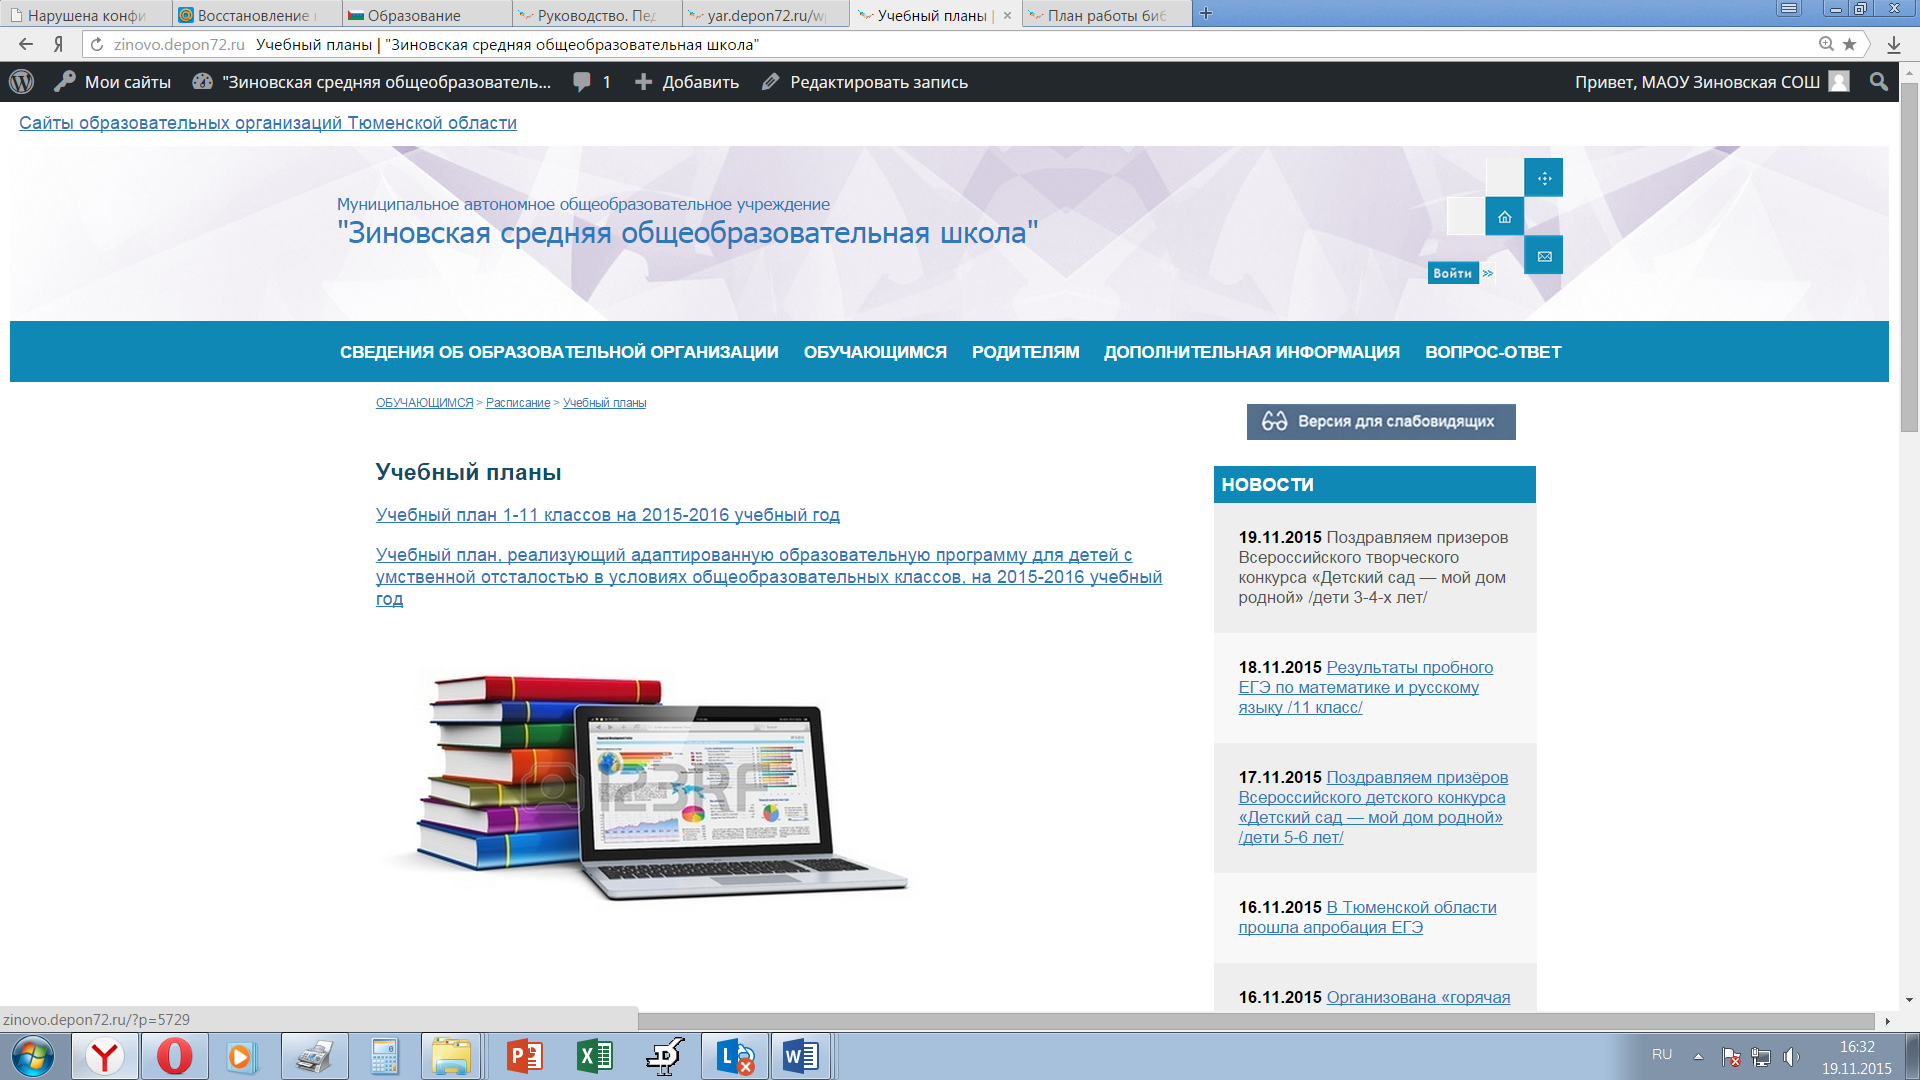 Нарушена конфи
Восстановление
Образование
Руководство. Пед
yar.depon72.ru/w
Учебный планы |
План работы биб
zinovo.depon72.ru Учебный планы | "Зиновская средняя общеобразовательная школа"
Мои сайты
"Зиновская средняя общеобразователь...
1
Добавить
Редактировать запись
Привет, МАОУ Зиновская СОШ
Сайты образовательных организаций Тюменской области
Муниципальное автономное общеобразовательное учреждение
"Зиновская средняя общеобразовательная школа"
Войти >>
СВЕДЕНИЯ ОБ ОБРАЗОВАТЕЛЬНОЙ ОРГАНИЗАЦИИ
ОБУЧАЮЩИМСЯ
РОДИТЕЛЯМ
ДОПОЛНИТЕЛЬНАЯ ИНФОРМАЦИЯ
ВОПРОС-ОТВЕТ
ОБУЧАЮЩИМСЯ > Расписание > Учебный планы
Учебный планы
Учебный план 1-11 классов на 2015-2016 учебный год
Учебный план, реализующий адаптированную образовательную программу для детей с
умственной отсталостью в условиях общеобразовательных классов, на 2015-2016 учебный
год
123RF
Версия для слабовидящих
НОВОСТИ
19.11.2015 Поздравляем призеров
Всероссийского творческого
конкурса «Детский сад — мой дом
родной» /дети 3-4-х лет/
18.11.2015 Результаты пробного
ЕГЭ по математике и русскому
языку /11 класс/
17.11.2015 Поздравляем призёров
Всероссийского детского конкурса
«Детский сад — мой дом родной»
/дети 5-6 лет/
16.11.2015 В Тюменской области
прошла апробация ЕГЭ
16.11.2015 Организована «горячая
zinovo.depon72.ru/?p=5729
RU
16:32
19.11.2015